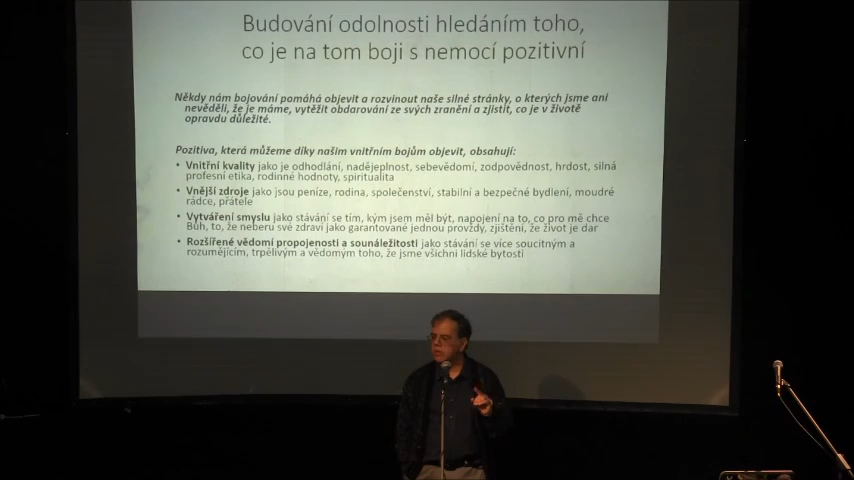 Budování odolnosti hledáním toho,
co je na tom boji s nemocí pozitivní
Někdy nám bojování pomáhá objevit a rozvinout naše silné stránky, o kterých jsme ani
nevěděli, že je máme, vytěžit obdarování ze svých zranění a zjistit, co je v životě
opravdu důležité.
Pozitiva, která můžeme díky našim vnitřním bojům objevit, obsahují:
• Vnitřní kvality jako je odhodlání, nadějeplnost, sebevědomí, zodpovědnost, hrdost, silná
profesní etika, rodinné hodnoty, spiritualita
• Vnější zdroje jako jsou peníze, rodina, společenství, stabilní a bezpečné bydlení, moudré
rádce, přátele
• Vytváření smyslu jako stávání se tím, kým jsem měl být, napojení na to, co pro mě chce
Bůh, to, že neberu své zdraví jako garantované jednou provždy, zjištění, že život je dar
• Rozšířené vědomí propojenosti a sounáležitosti jako stávání se více soucitným a
rozumějícím, trpělivým a vědomym toho, že jsme všichni lidské bytosti